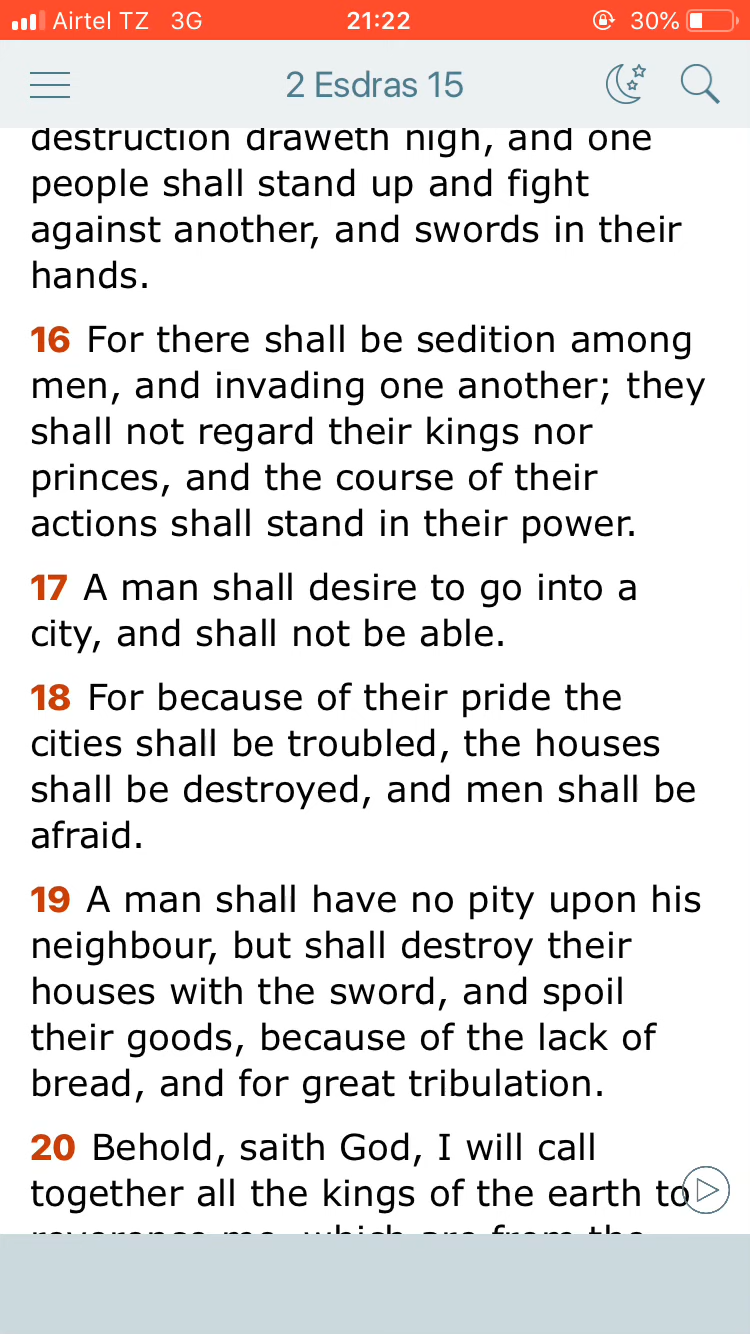 Airtel TZ 3G 21:22 30%
2 Esdras 15
destruction draweth nigh, and one
people shall stand up and fight
against another, and swords in their
hands.
16 For there shall be sedition among
men, and invading one another; they
shall not regard their kings nor
princes, and the course of their
actions shall stand in their power.
17 A man shall desire to go into a
city, and shall not be able.
18 For because of their pride the
cities shall be troubled, the houses
shall be destroyed, and men shall be
afraid.
19 A man shall have no pity upon his
neighbour, but shall destroy their
houses with the sword, and spoil
their goods, because of the lack of
bread, and for great tribulation.
20 Behold, saith God, I will call
together all the kings of the earth to
reverence me, which are from the